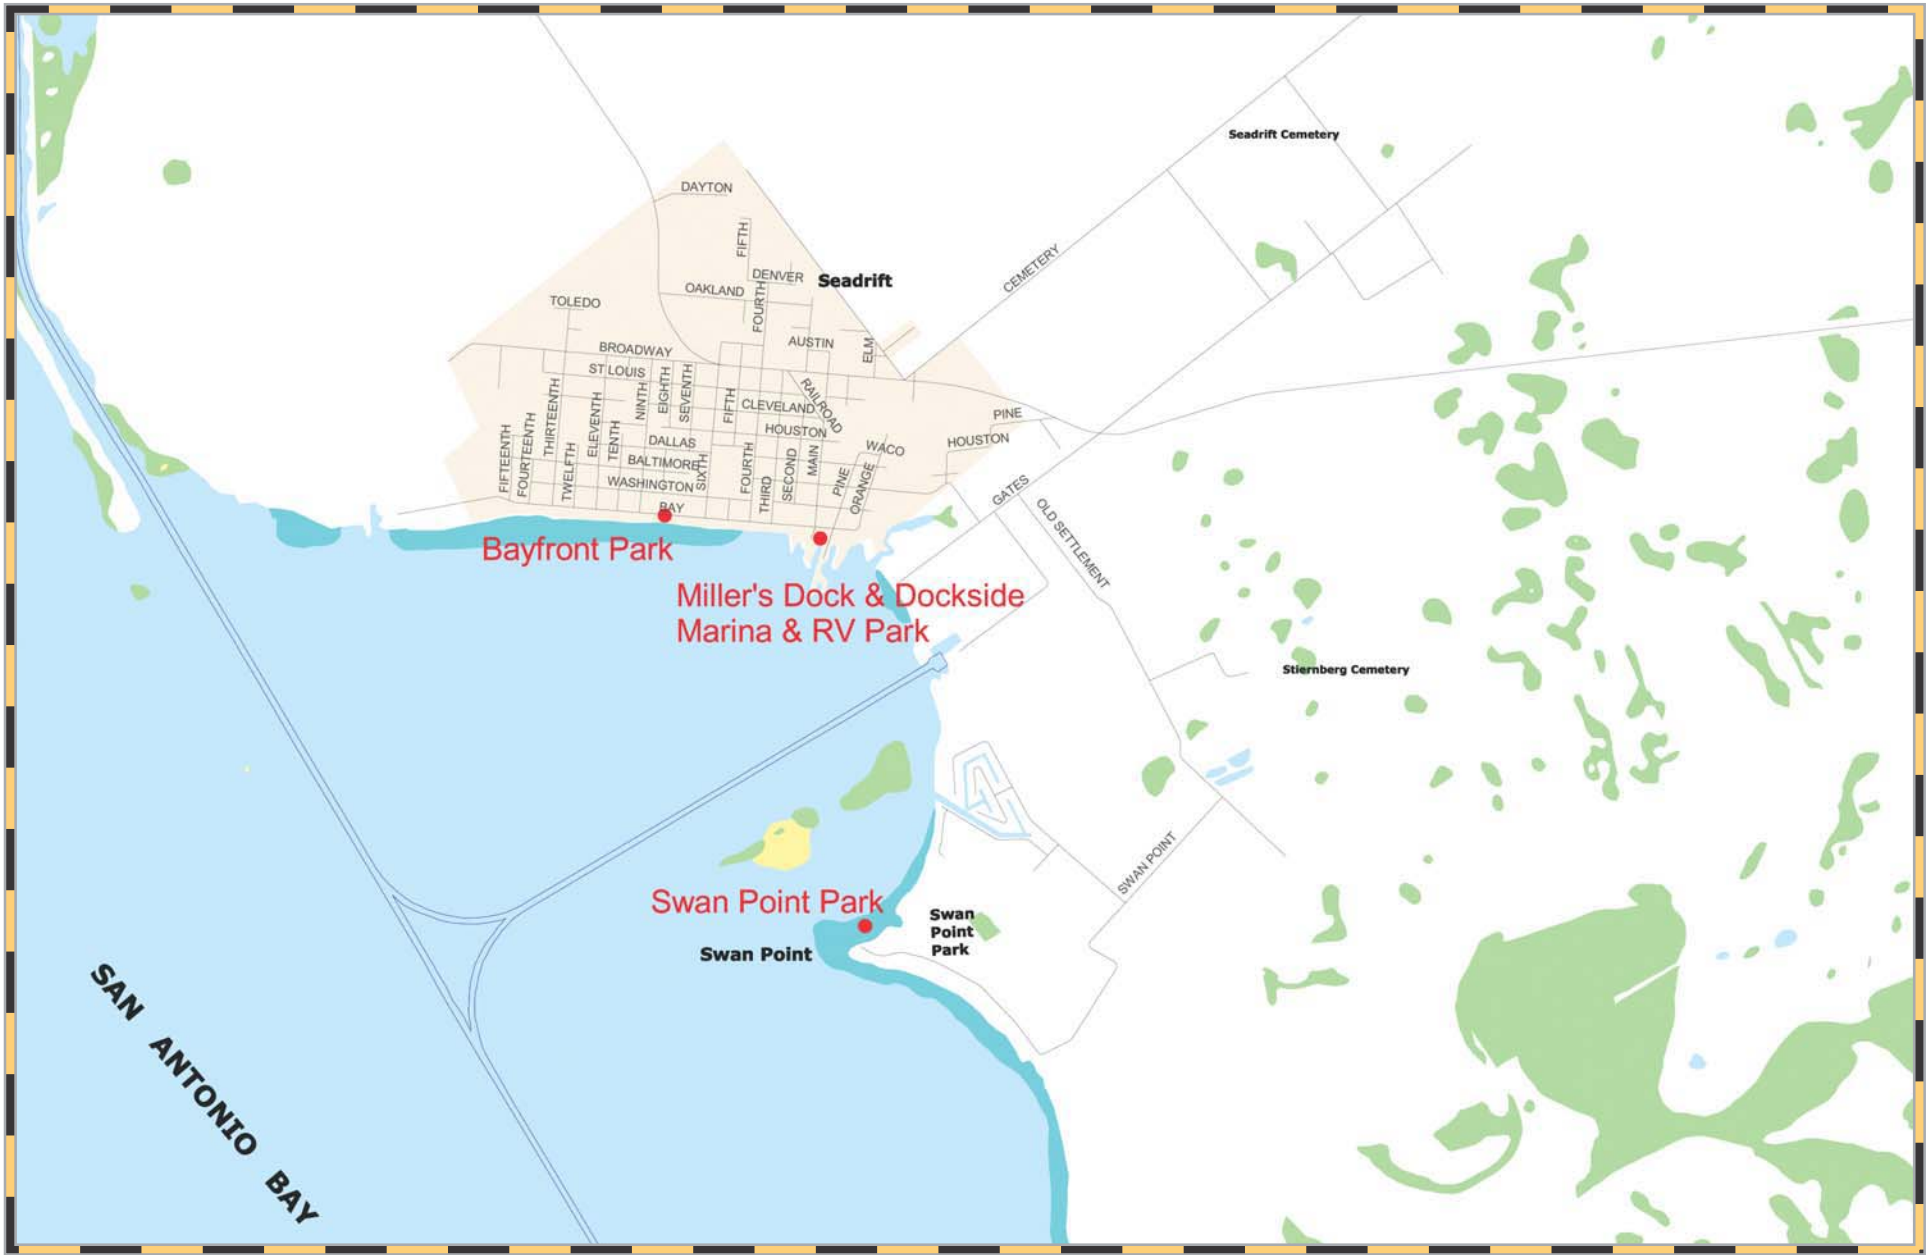 Seadrift Cemetery
DAYTON
FIFTH
CEMETERY
DENVER
Seadrift
OAKLAND
FOURTH
TOLEDO
AUSTIN
ELM
BROADWAY
ST LOUIS
EIGHTH
SEVENTH
NINTH
RAILROAD
FIFTH
CLEVELAND
PINE
THIRTEENTH
ELEVENTH
TENTH
HOUSTON
DALLAS
WACO
HOUSTON
FIFTEENTH
FOURTEENTH
TWELFTH
BALTIMORE
SIXTH
FOURTH
THIRD
SECOND
MAIN
PINE
ORANGE
WASHINGTON
GATES
BAY
OLD SETTLEMENT
Bayfront Park
Miller's Dock & Dockside
Marina & RV Park
Stiernberg Cemetery
SWAN POINT
Swan Point Park
Swan
Point
Park
Swan Point
SAN ANTONIO BAY